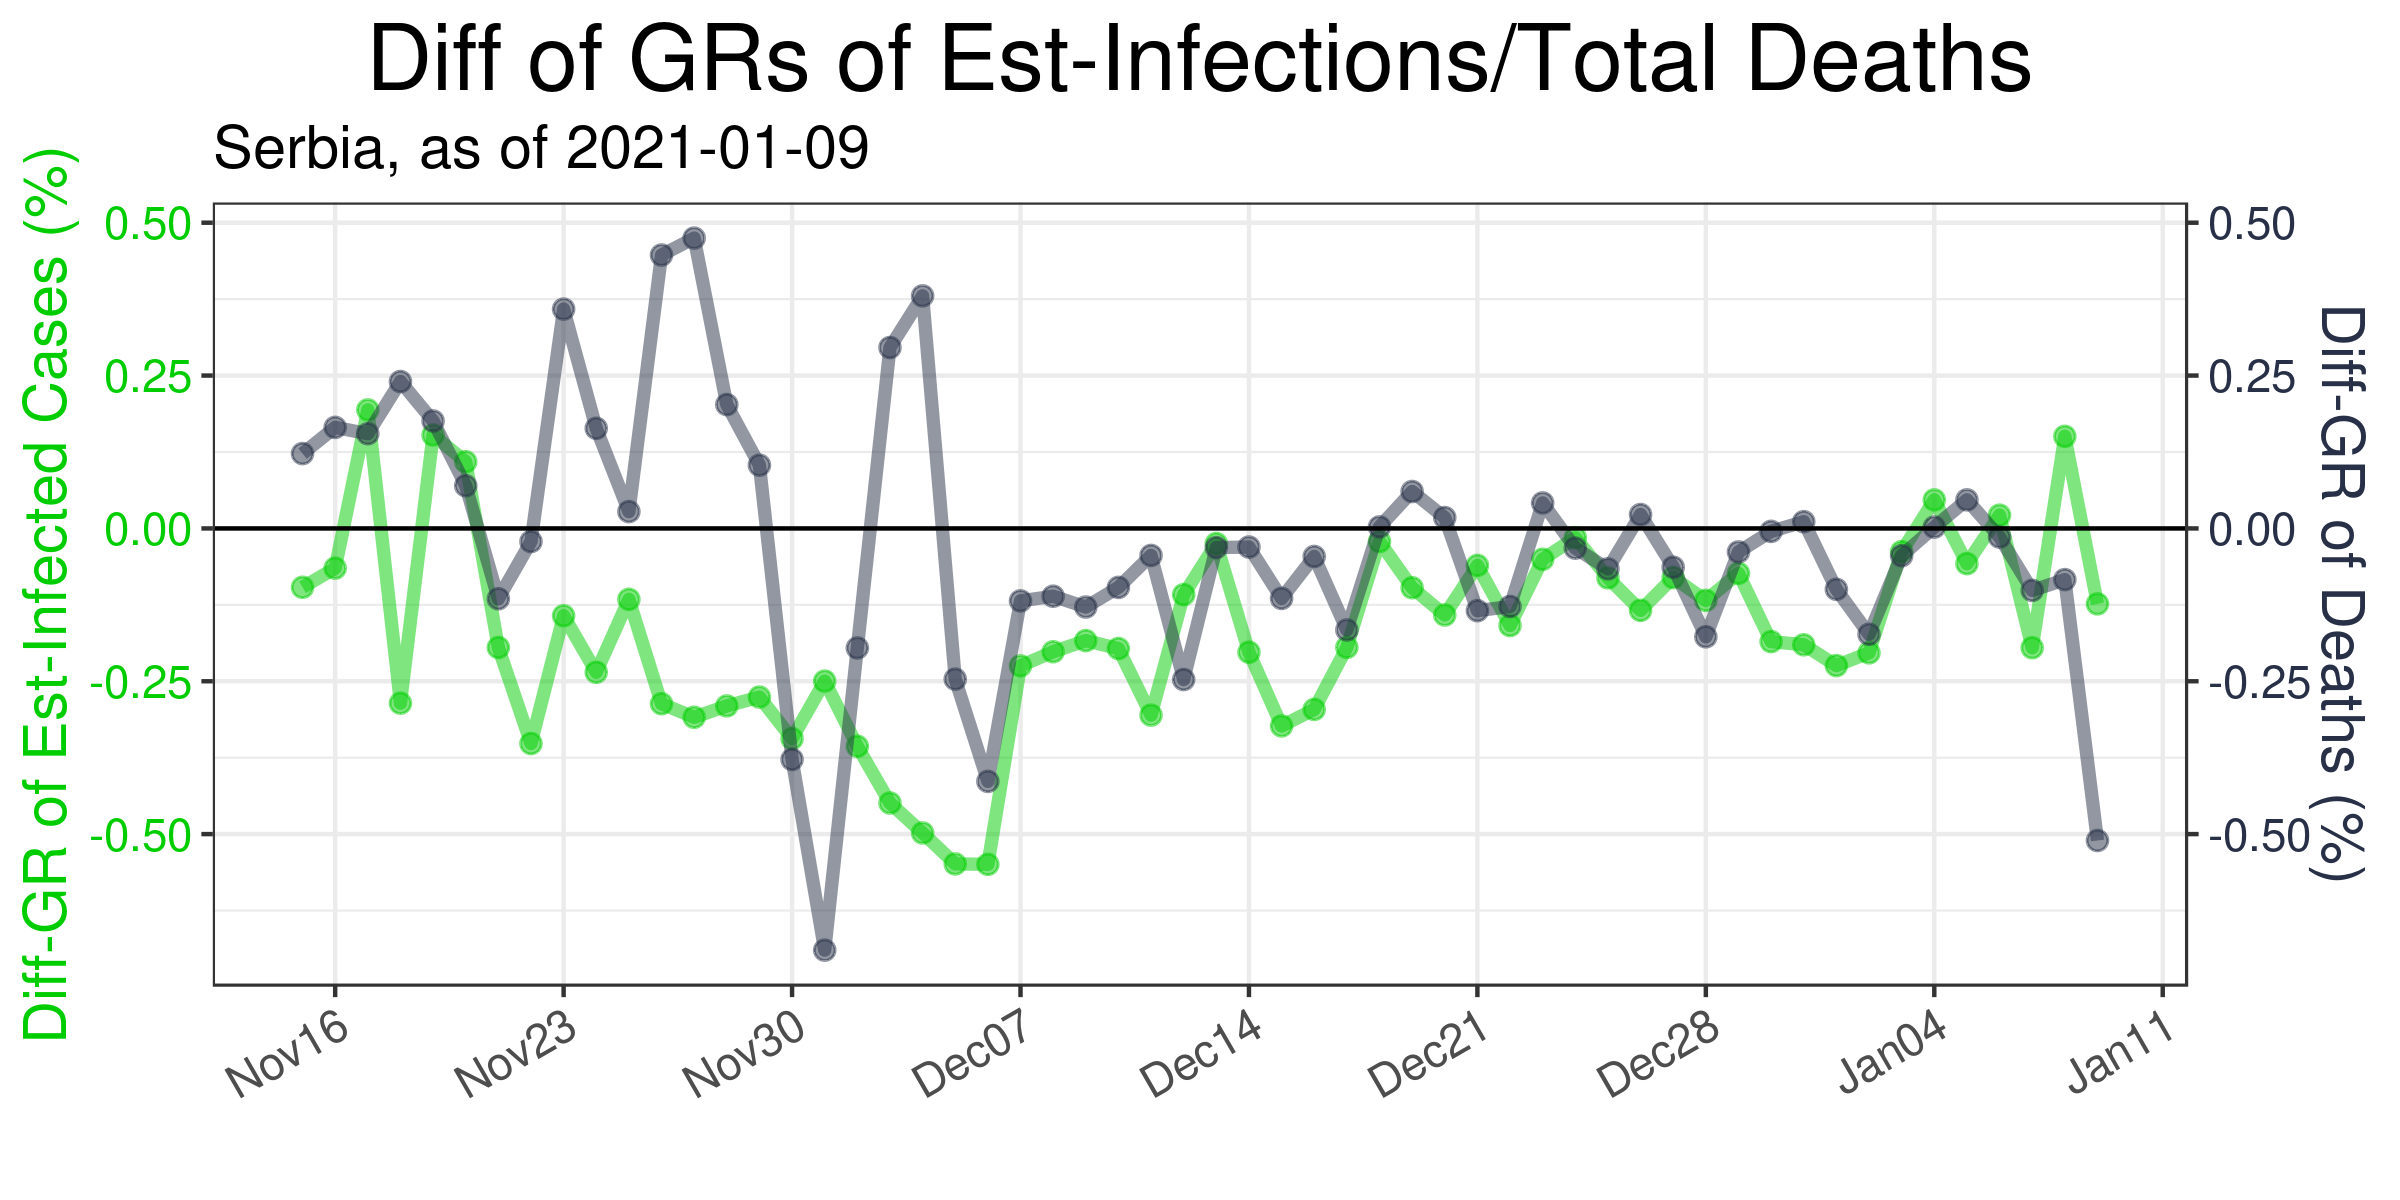 Diff of GRs of Est-Infections/Total Deaths
Serbia, as of 2021-01-09
Diff-GR of Est-Infected Cases (%)
0.50
0.25
0.00
-0.25
-0.50
0.50
0.25
0.00
-0.25
-0.50
Diff-GR of Deaths (%)
Nov16
Nov23
Nov30
Dec07
Dec14
Dec21
Dec28
Jan04
Jan11